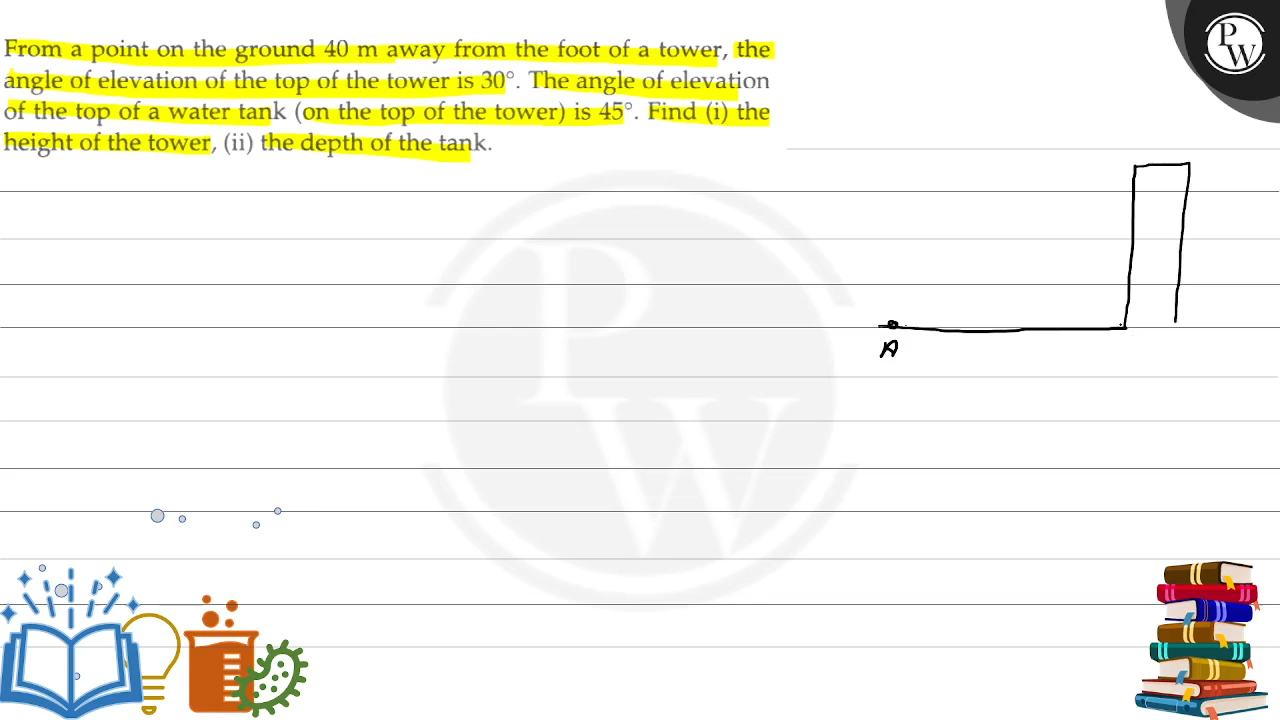 From a point on the ground 40 m away from the foot of a tower, the
angle of elevation of the top of the tower is 30°. The angle of elevation
of the top of a water tank (on the top of the tower) is 45°. Find (i) the
height of the tower, (ii) the depth of the tank.
PW
A
PW